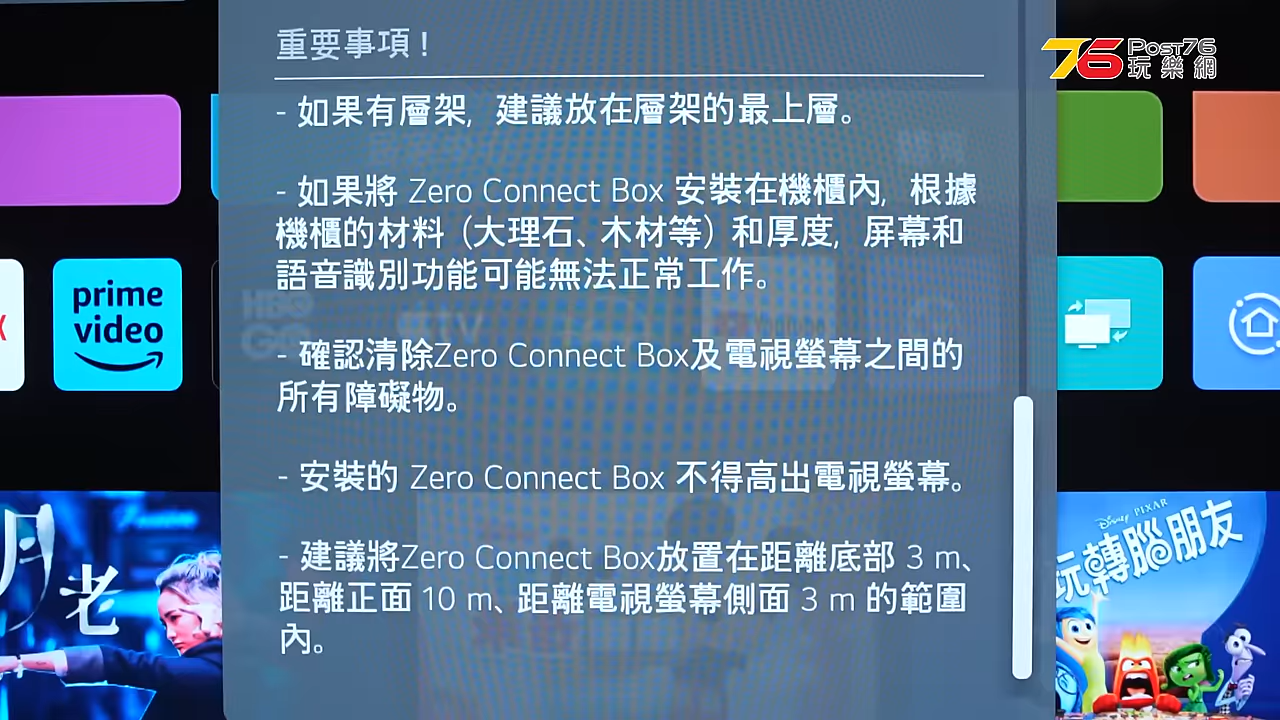 重要事項！
Post76
玩樂網
- 如果有層架，建議放在層架的最上層。
- 如果將 Zero Connect Box 安裝在機櫃內，根據
機櫃的材料（大理石、木材等）和厚度，屏幕和
語音識別功能可能無法正常工作。
- 確認清除Zero Connect Box及電視螢幕之間的
所有障礙物。
- 安裝的 Zero Connect Box 不得高出電視螢幕。
- 建議將Zero Connect Box放置在距離底部 3 m、
距離正面 10 m、距離電視螢幕側面 3 m 的範圍
內。
prime
video
月
老
Disney PIXAR
玩轉腦朋友